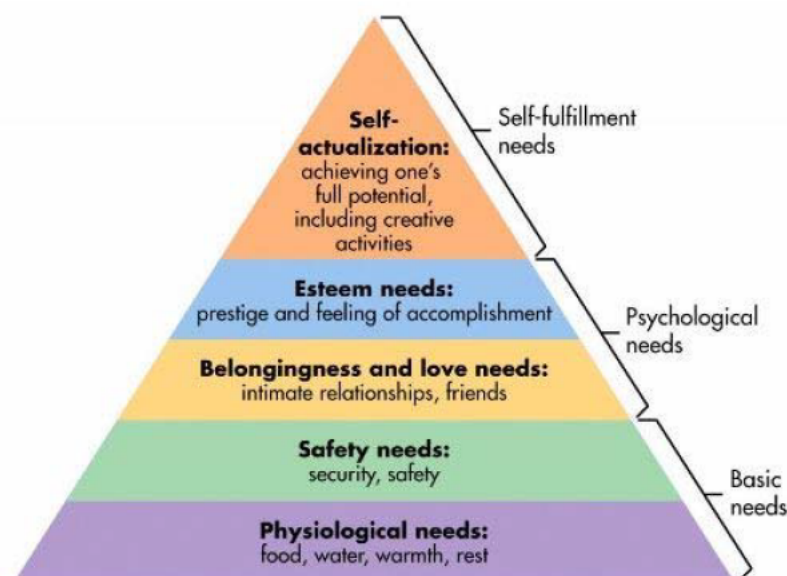 Self-
actualization:
achieving one's
full potential,
including creative
activities
Self-fulfillment
needs
Esteem needs:
prestige and feeling of accomplishment
Belongingness and love needs:
intimate relationships, friends
Psychological
needs
Safety needs:
security, safety
Physiological needs:
food, water, warmth, rest
Basic
needs